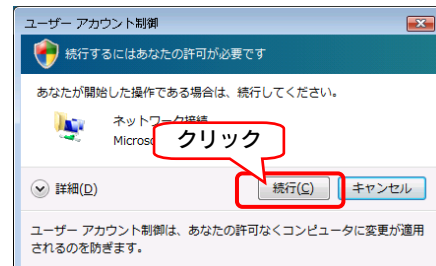 ユーザー アカウント制御
続行するにはあなたの許可が必要です
あなたが開始した操作である場合は、続行してください。
ネットワーク接続
クリック
詳細(D)
続行(C)
キャンセル
ユーザー アカウント制御は、あなたの許可なくコンピュータに変更が適用
されるのを防ぎます。